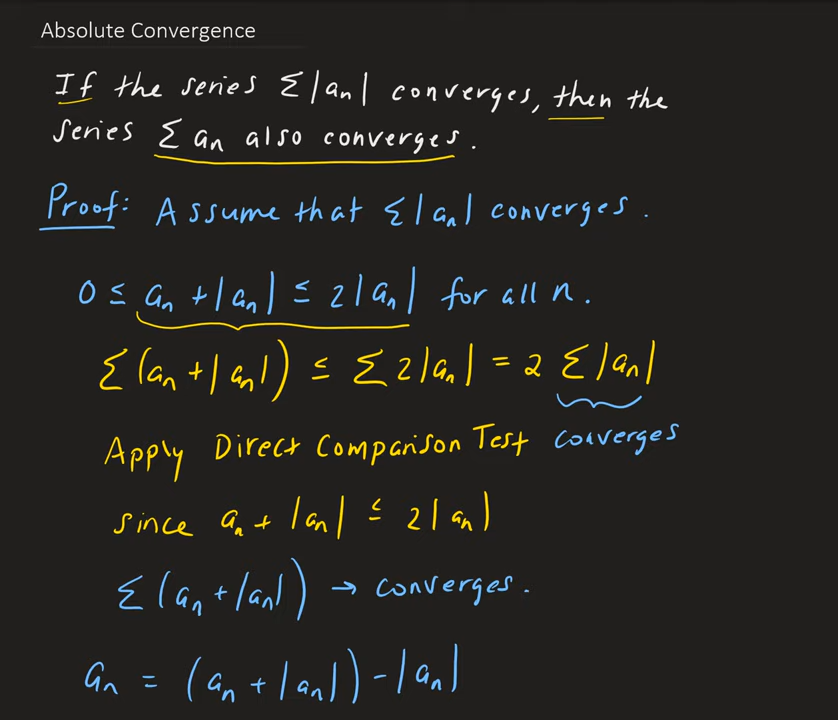 Absolute Convergence
If the series Σ|an| converges, then the
series Σ an also converges.
Proof: Assume that Σ|an| converges.
0 ≤ an + |an| ≤ 2|an| for all n.
Σ(an + |an|) ≤ Σ 2|an| = 2 Σ|an|
Apply Direct Comparison Test converges
since an + |an| ≤ 2|an|
Σ(an + |an|) → converges.
an = (an + |an|) - |an|